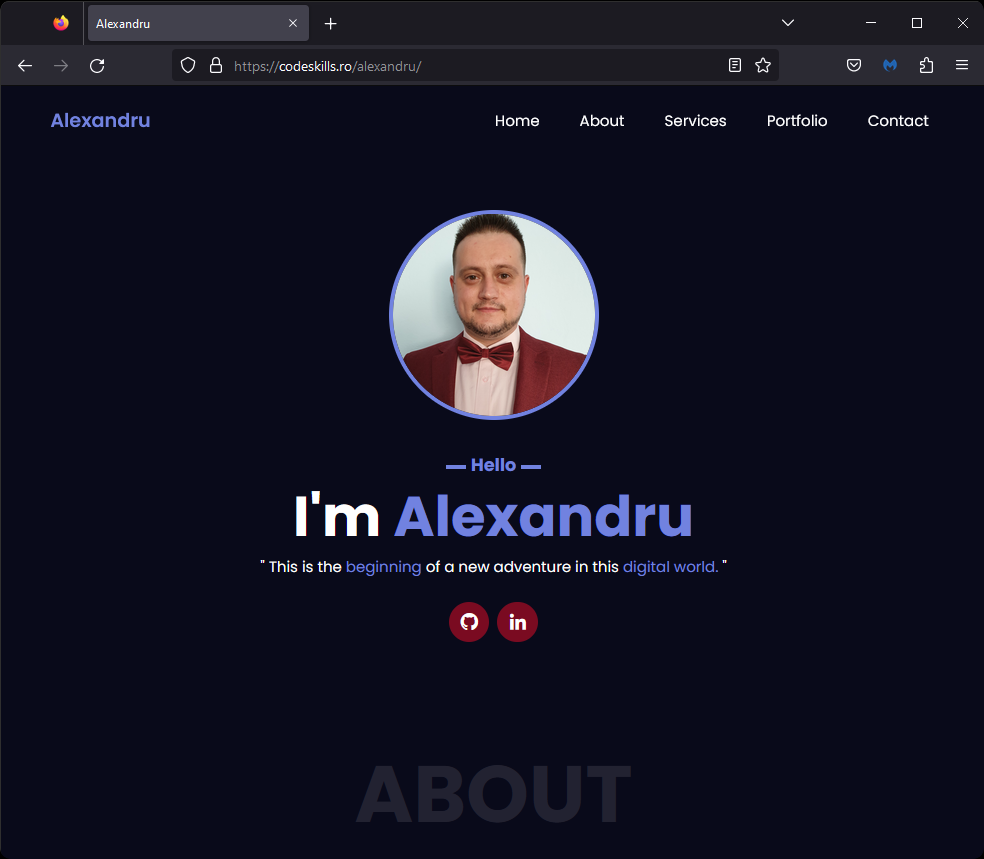 Alexandru
https://codeskills.ro/alexandru/
Alexandru
Home About Services Portfolio Contact
Hello
I'm Alexandru
" This is the beginning of a new adventure in this digital world. "
in
ABOUT